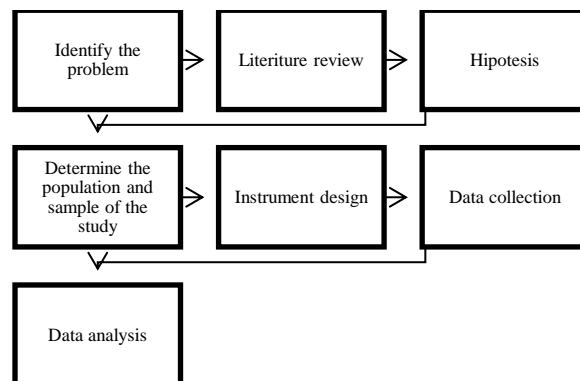 Identify the
problem
Literiture review
Hipotesis
Determine the
population and
sample of the
study
Instrument design
Data collection
Data analysis